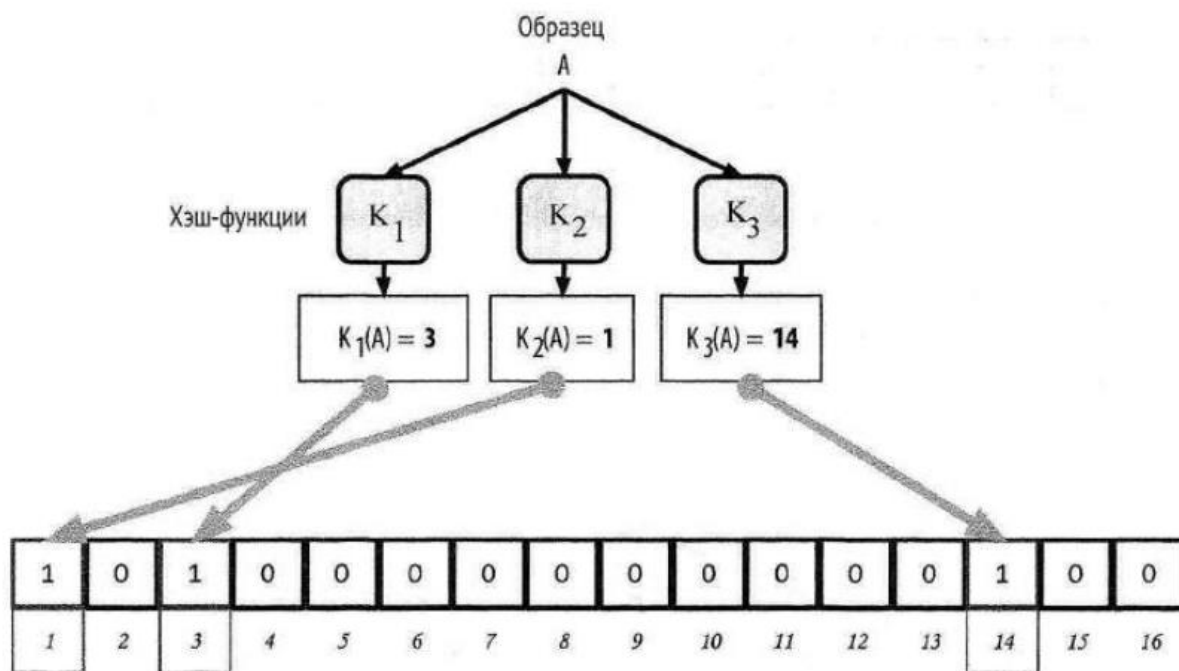 Образец
A
Хэш-функции
K1 K2 K3
K1(A) = 3 K2(A) = 1 K3(A) = 14
1 0 1 0 0 0 0 0 0 0 0 0 0 1 0 0
1 2 3 4 5 6 7 8 9 10 11 12 13 14 15 16